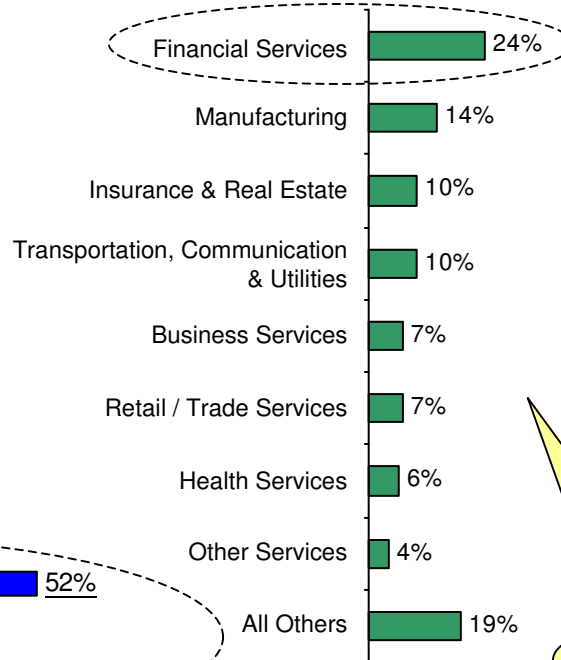 Financial Services 24%
Manufacturing 14%
Insurance & Real Estate 10%
Transportation, Communication
& Utilities 10%
Business Services 7%
Retail / Trade Services 7%
Health Services 6%
Other Services 4%
52%
All Others 19%